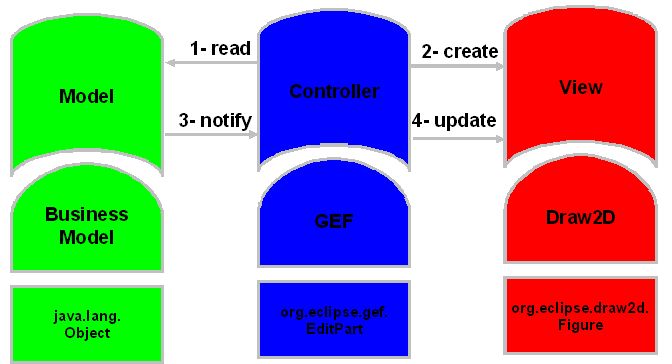 1- read
2- create
Model
Controller
View
3- notify
4- update
Business
Model
GEF
Draw2D
java.lang.
Object
org.eclipse.gef.
EditPart
org.eclipse.draw2d.
Figure